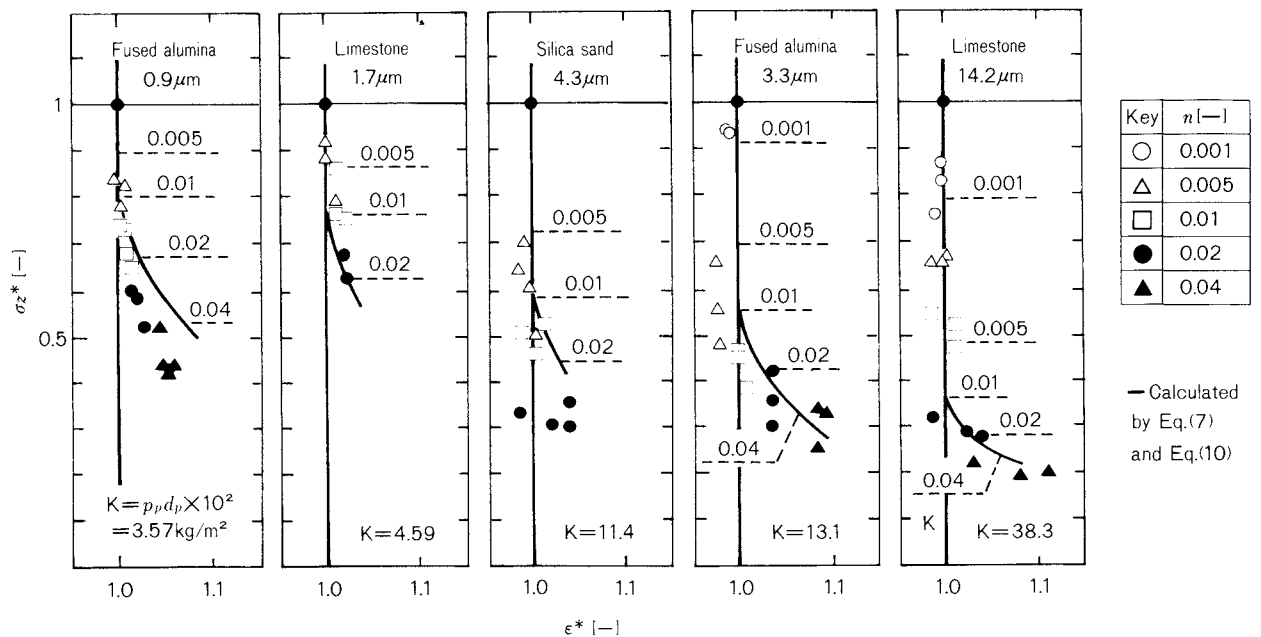 Fused alumina
0.9μm
0.005
0.01
0.02
0.04
K=p_p d_p×10²
=3.57kg/m²
Limestone
1.7μm
0.005
0.01
0.02
K=4.59
Silica sand
4.3μm
0.005
0.01
0.02
K=11.4
Fused alumina
3.3μm
0.001
0.005
0.01
0.02
0.04
K=13.1
Limestone
14.2μm
0.001
0.005
0.01
0.02
0.04
K
K=38.3
1
0.5
σz* [—]
1.0 1.1
1.0 1.1
1.0 1.1
1.0 1.1
1.0 1.1
ε* [—]
Key n[—]
○ 0.001
△ 0.005
□ 0.01
● 0.02
▲ 0.04
— Calculated
by Eq.(7)
and Eq.(10)